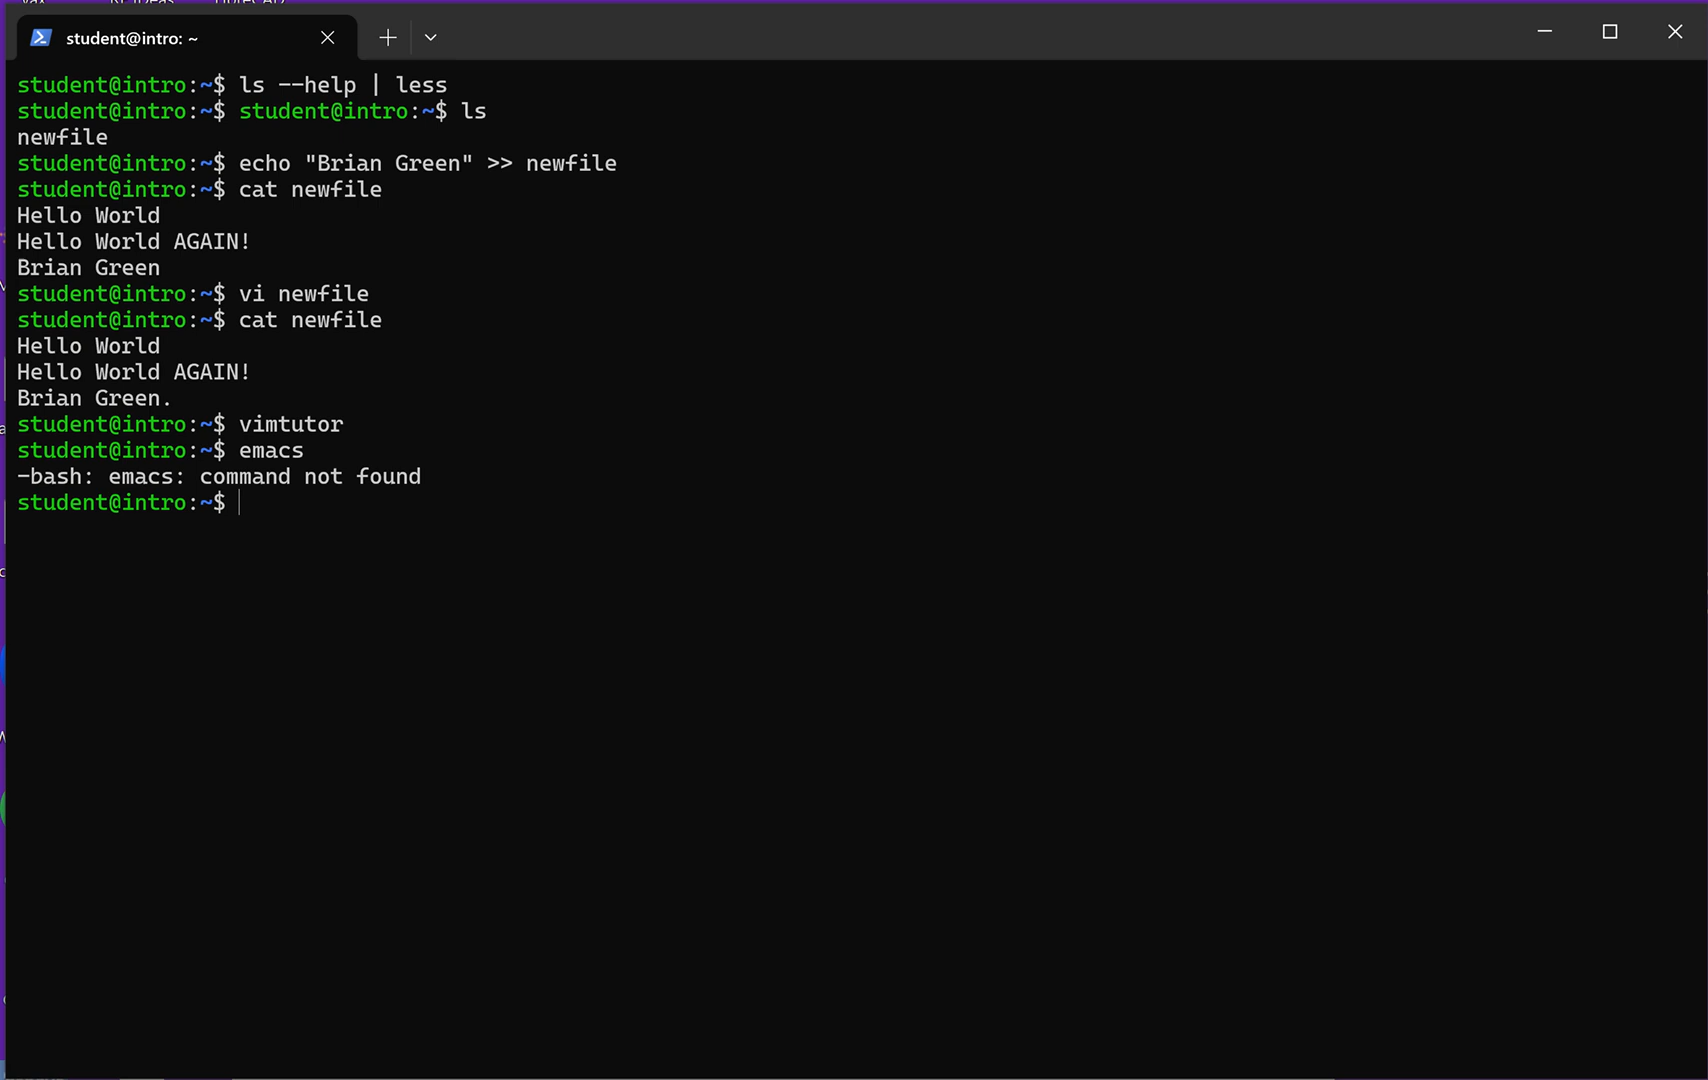 student@intro: ~
student@intro:~$ ls --help | less
student@intro:~$ student@intro:~$ ls
newfile
student@intro:~$ echo "Brian Green" >> newfile
student@intro:~$ cat newfile
Hello World
Hello World AGAIN!
Brian Green
student@intro:~$ vi newfile
student@intro:~$ cat newfile
Hello World
Hello World AGAIN!
Brian Green.
student@intro:~$ vimtutor
student@intro:~$ emacs
-bash: emacs: command not found
student@intro:~$